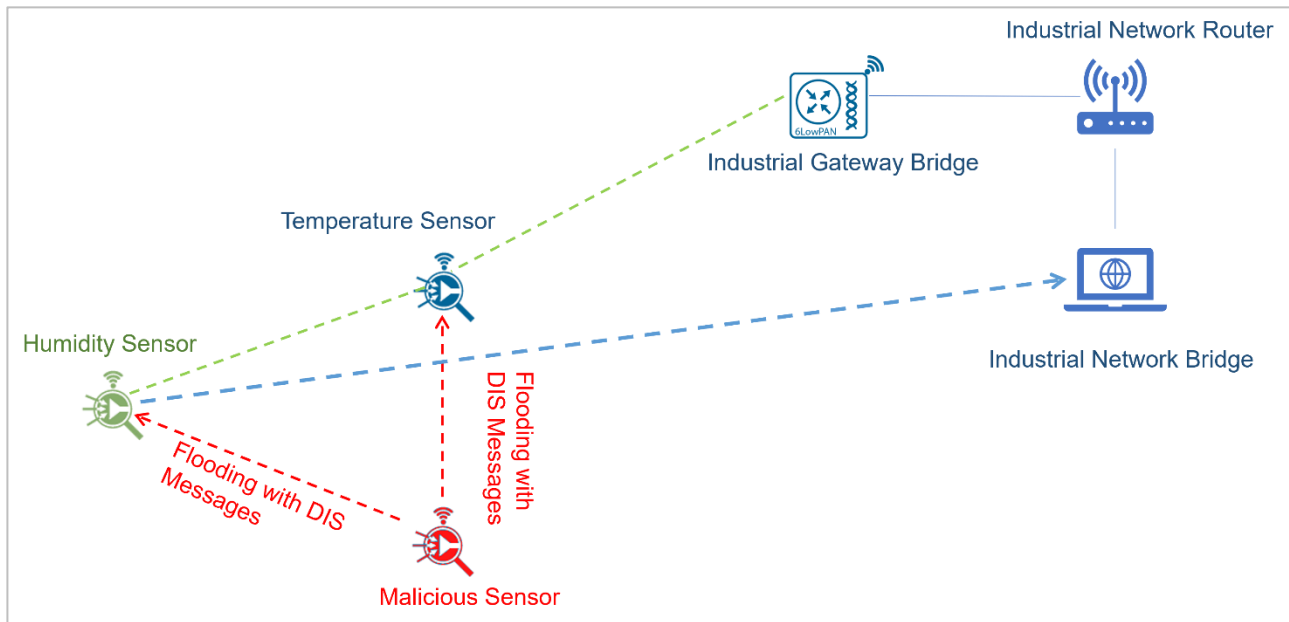 Industrial Network Router
6LowPAN
Industrial Gateway Bridge
Temperature Sensor
Humidity Sensor
Industrial Network Bridge
Flooding with
DIS Messages
Flooding with DIS
Messages
Malicious Sensor